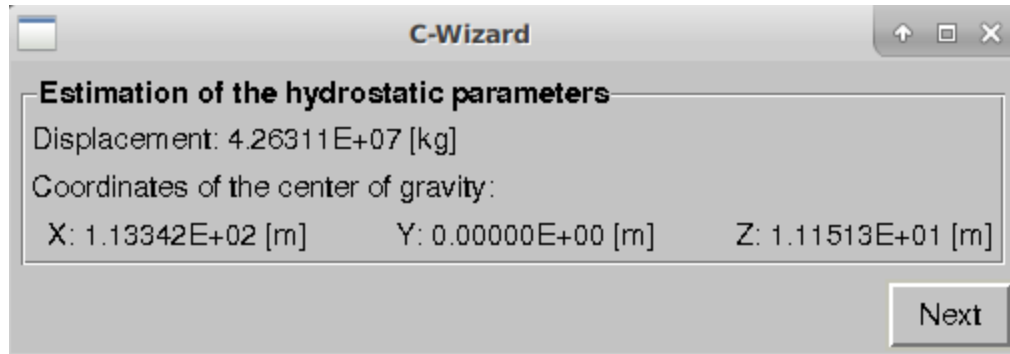 C-Wizard
Estimation of the hydrostatic parameters
Displacement: 4.26311E+07 [kg]
Coordinates of the center of gravity:
X: 1.13342E+02 [m] Y: 0.00000E+00 [m] Z: 1.11513E+01 [m]
Next